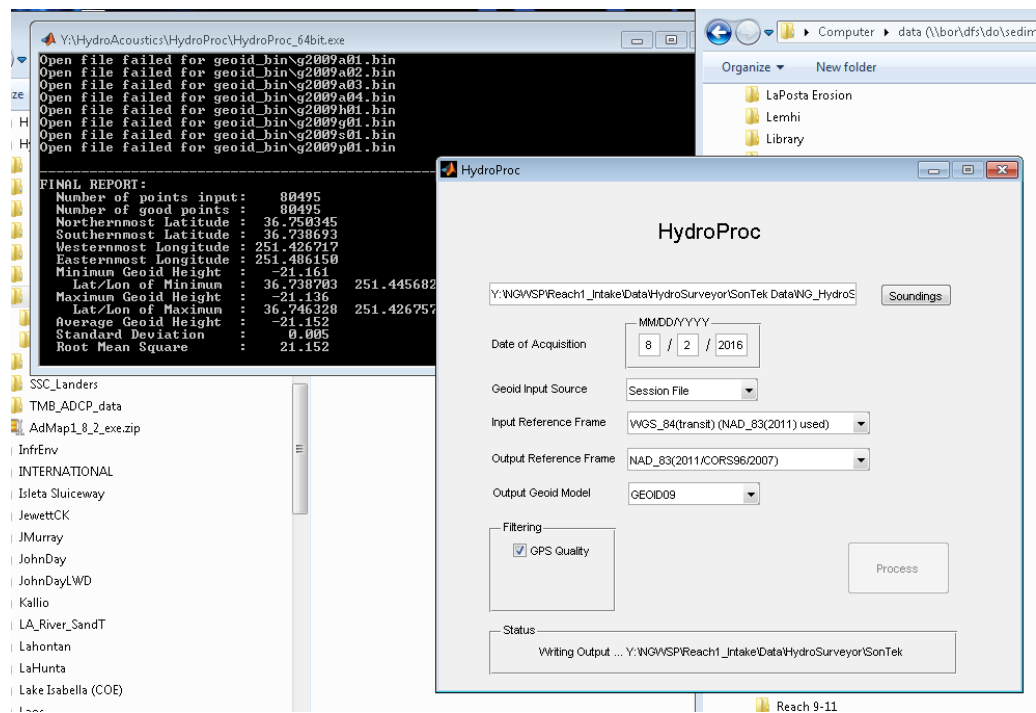 Y:\HydroAcoustics\HydroProc\HydroProc_64bit.exe
Open file failed for geoid_bin\g2009a01.bin
Open file failed for geoid_bin\g2009a02.bin
Open file failed for geoid_bin\g2009a03.bin
Open file failed for geoid_bin\g2009a04.bin
Open file failed for geoid_bin\g2009h01.bin
Open file failed for geoid_bin\g2009g01.bin
Open file failed for geoid_bin\g2009s01.bin
Open file failed for geoid_bin\g2009p01.bin
FINAL REPORT:
Number of points input: 80495
Number of good points : 80495
Northernmost Latitude : 36.750345
Southernmost Latitude : 36.738693
Westernmost Longitude : 251.426717
Easternmost Longitude : 251.486150
Minimum Geoid Height : -21.161
Lat/Lon of Minimum : 36.738703 251.445682
Maximum Geoid Height : -21.136
Lat/Lon of Maximum : 36.746328 251.426757
Average Geoid Height : -21.152
Standard Deviation : 0.005
Root Mean Square : 21.152
ze
H
Hy
SSC_Landers
TMB_ADCP_data
AdMap1_8_2_exe.zip
InfrEnv
INTERNATIONAL
Isleta Sluiceway
JewettCK
JMurray
JohnDay
JohnDayLWD
Kallio
LA_River_SandT
Lahontan
LaHunta
Lake Isabella (COE)
Laos
Computer data (\\bor\dfs\do\sedim
Organize New folder
LaPosta Erosion
Lemhi
Library
HydroProc
HydroProc
Y:\NGWSP\Reach1_Intake\Data\HydroSurveyor\SonTek Data\NG_HydroS Soundings
MM/DD/YYYY
Date of Acquisition 8 / 2 / 2016
Geoid Input Source Session File
Input Reference Frame WGS_84(transit) (NAD_83(2011) used)
Output Reference Frame NAD_83(2011/CORS96/2007)
Output Geoid Model GEOID09
Filtering
GPS Quality
Process
Status
Writing Output ... Y:\NGWSP\Reach1_Intake\Data\HydroSurveyor\SonTek
Reach 9-11